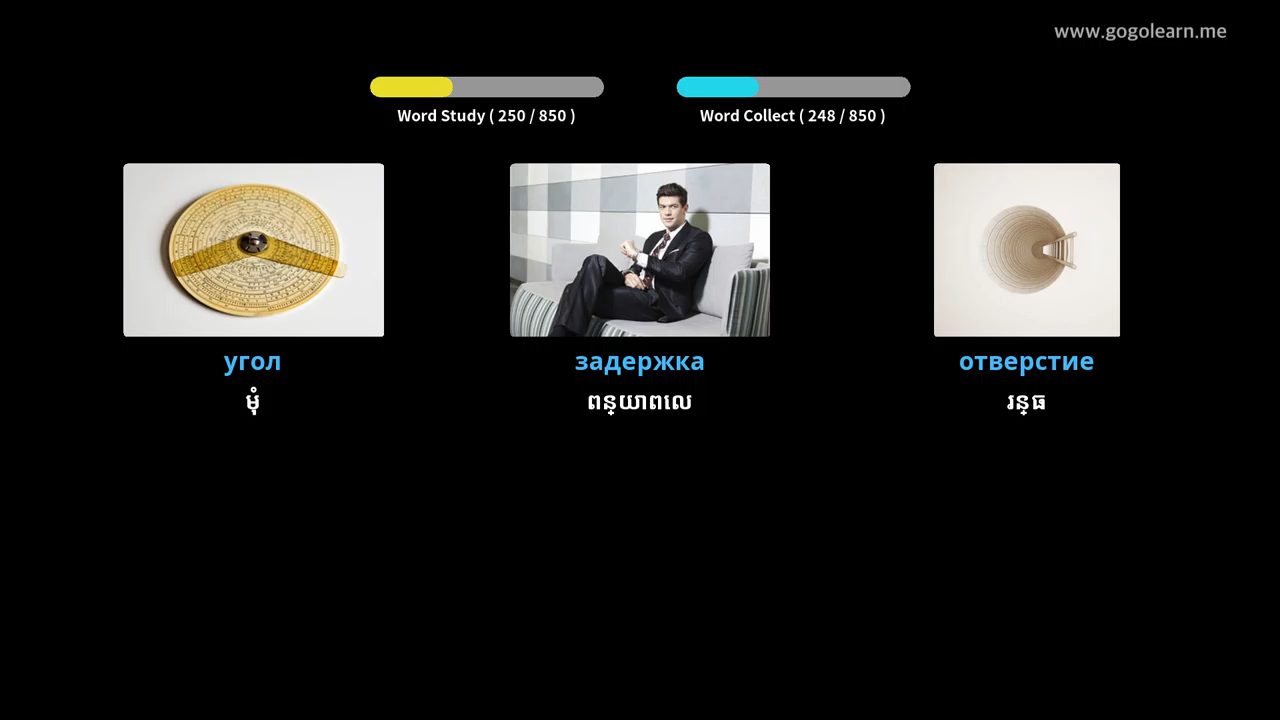 www.gogolearn.me
Word Study ( 250 / 850 )
Word Collect ( 248 / 850 )
угол
задержка
отверстие
មុំ
ពន្យាពលេ
រន្ធ